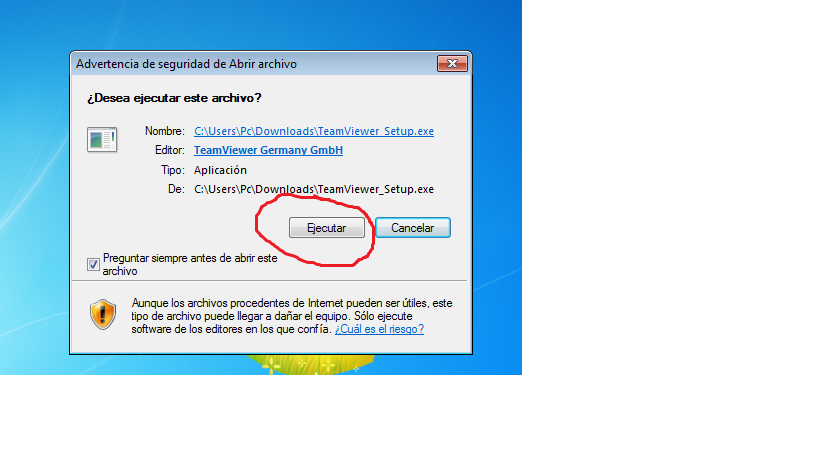 Advertencia de seguridad de Abrir archivo
¿Desea ejecutar este archivo?
Nombre: C:\Users\Pc\Downloads\TeamViewer_Setup.exe
Editor: TeamViewer Germany GmbH
Tipo: Aplicación
De: C:\Users\Pc\Downloads\TeamViewer_Setup.exe
Ejecutar Cancelar
Preguntar siempre antes de abrir este
archivo
Aunque los archivos procedentes de Internet pueden ser útiles, este
tipo de archivo puede llegar a dañar el equipo. Sólo ejecute
software de los editores en los que confía. ¿Cuál es el riesgo?